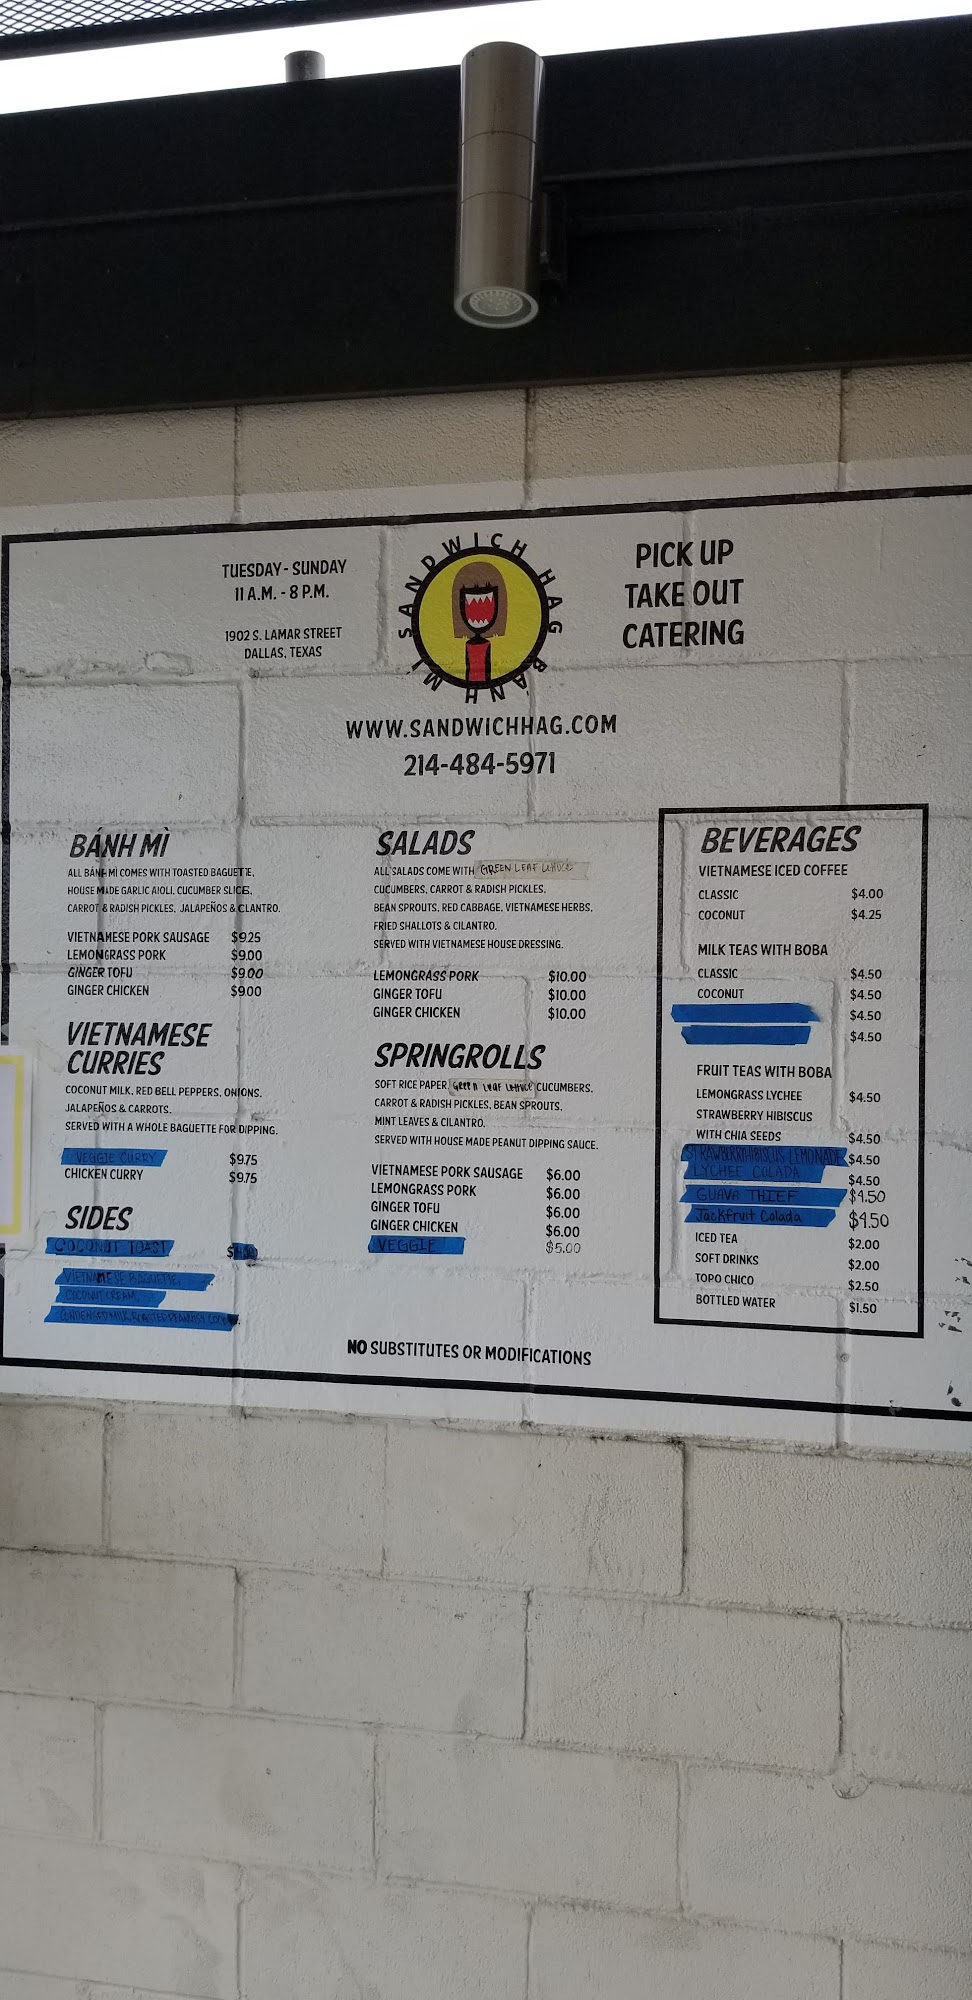 TUESDAY - SUNDAY
11 A.M. - 8 P.M.
1902 S. LAMAR STREET
DALLAS, TEXAS
SANDWICH HAG
BÁNH MÌ
PICK UP
TAKE OUT
CATERING
WWW.SANDWICHHAG.COM
214-484-5971
BÁNH MÌ
ALL BÁNH MÌ COMES WITH TOASTED BAGUETTE,
HOUSE MADE GARLIC AIOLI, CUCUMBER SLICES,
CARROT & RADISH PICKLES, JALAPEÑOS & CLANTRO.
VIETNAMESE PORK SAUSAGE $9.25
LEMONGRASS PORK $9.00
GINGER TOFU $9.00
GINGER CHICKEN $9.00
VIETNAMESE
CURRIES
COCONUT MILK, RED BELL PEPPERS, ONIONS,
JALAPEÑOS & CARROTS.
SERVED WITH A WHOLE BAGUETTE FOR DIPPING.
VEGGIE CURRY $9.75
CHICKEN CURRY $9.75
SIDES
COCONUT TOAST
VIETNAMESE BAGUETTE,
COCONUT CREAM,
CONDENSED MILK, ROASTED PEANUTS,
SALADS
ALL SALADS COME WITH GREEN LEAF LETTUCE
CUCUMBERS, CARROT & RADISH PICKLES,
BEAN SPROUTS, RED CABBAGE, VIETNAMESE HERBS,
FRIED SHALLOTS & CILANTRO.
SERVED WITH VIETNAMESE HOUSE DRESSING.
LEMONGRASS PORK $10.00
GINGER TOFU $10.00
GINGER CHICKEN $10.00
SPRINGROLLS
SOFT RICE PAPER, GREEN LEAF LETTUCE CUCUMBERS,
CARROT & RADISH PICKLES, BEAN SPROUTS,
MINT LEAVES & CILANTRO.
SERVED WITH HOUSE MADE PEANUT DIPPING SAUCE.
VIETNAMESE PORK SAUSAGE $6.00
LEMONGRASS PORK $6.00
GINGER TOFU $6.00
GINGER CHICKEN $6.00
VEGGIE $5.00
BEVERAGES
VIETNAMESE ICED COFFEE
CLASSIC $4.00
COCONUT $4.25
MILK TEAS WITH BOBA
CLASSIC $4.50
COCONUT $4.50
$4.50
$4.50
FRUIT TEAS WITH BOBA
LEMONGRASS LYCHEE $4.50
STRAWBERRY HIBISCUS
WITH CHIA SEEDS $4.50
STRAWBERRY HIBISCUS LEMONADE $4.50
LYCHEE COLADA $4.50
GUAVA THIEF $4.50
Jackfruit Colada $4.50
ICED TEA $2.00
SOFT DRINKS $2.00
TOPO CHICO $2.50
BOTTLED WATER $1.50
NO SUBSTITUTES OR MODIFICATIONS